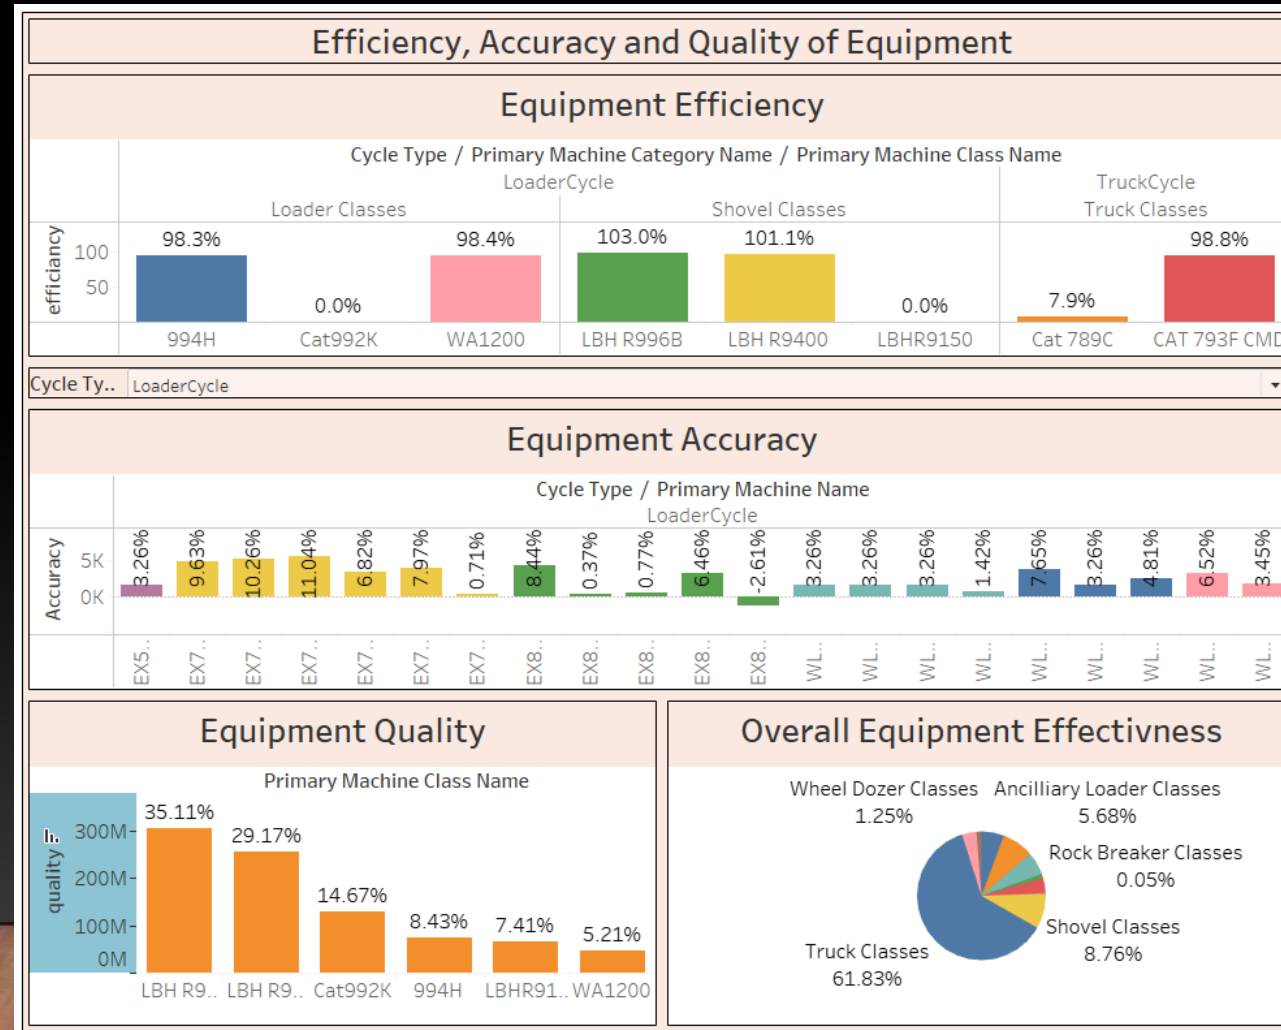 Efficiency, Accuracy and Quality of Equipment
Equipment Efficiency
Cycle Type / Primary Machine Category Name / Primary Machine Class Name
LoaderCycle TruckCycle
Loader Classes Shovel Classes Truck Classes
efficiancy
100
50
98.3% 0.0% 98.4% 103.0% 101.1% 0.0% 7.9% 98.8%
994H Cat992K WA1200 LBH R996B LBH R9400 LBHR9150 Cat 789C CAT 793F CMD
Cycle Ty.. LoaderCycle
Equipment Accuracy
Cycle Type / Primary Machine Name
LoaderCycle
Accuracy
5K
0K
3.26% 9.63% 10.26% 11.04% 6.82% 7.97% 0.71% 8.44% 0.37% 0.77% 6.46% -2.61% 3.26% 3.26% 3.26% 1.42% 7.65% 3.26% 4.81% 6.52% 3.45%
EX5.. EX7.. EX7.. EX7.. EX7.. EX7.. EX7.. EX8.. EX8.. EX8.. EX8.. EX8.. WL.. WL.. WL.. WL.. WL.. WL.. WL.. WL.. WL..
Equipment Quality
Primary Machine Class Name
quality
300M
200M
100M
0M
35.11% 29.17% 14.67% 8.43% 7.41% 5.21%
LBH R9.. LBH R9.. Cat992K 994H LBHR91.. WA1200
Overall Equipment Effectivness
Wheel Dozer Classes
1.25%
Ancilliary Loader Classes
5.68%
Rock Breaker Classes
0.05%
Shovel Classes
8.76%
Truck Classes
61.83%